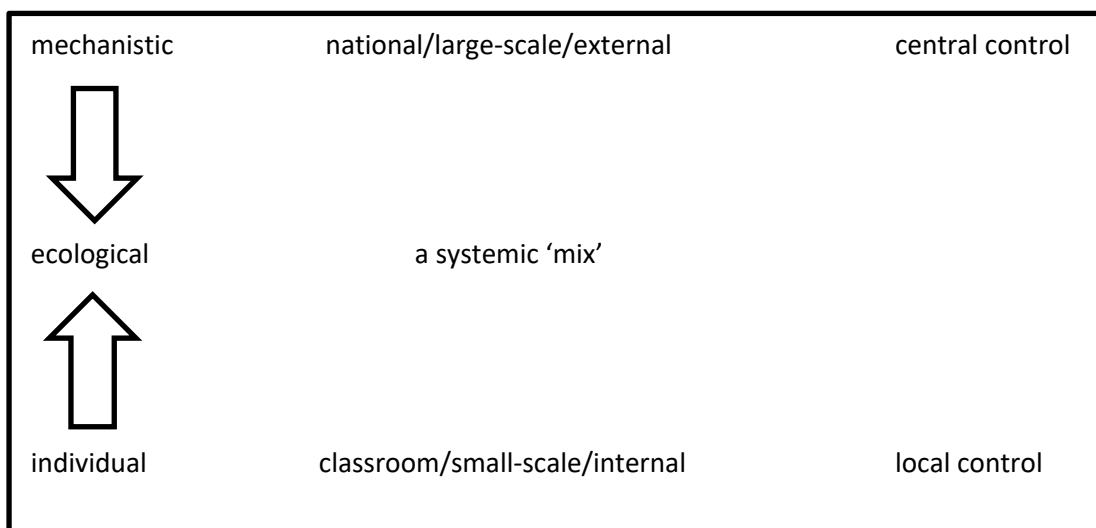 mechanistic national/large-scale/external central control
ecological a systemic ‘mix’
individual classroom/small-scale/internal local control